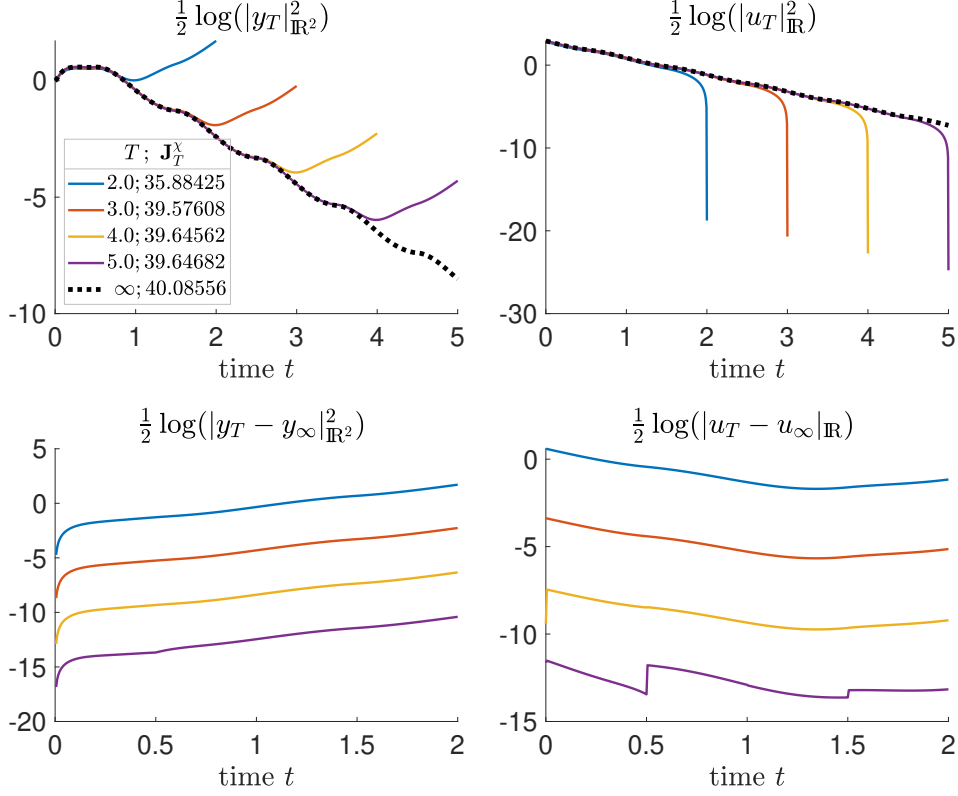 ½ log(|y_T|²_{ℝ²})
0
-5
-10
0 1 2 3 4 5
time t
T ; J_T^χ
2.0; 35.88425
3.0; 39.57608
4.0; 39.64562
5.0; 39.64682
∞; 40.08556
½ log(|u_T|²_ℝ)
0
-10
-20
-30
0 1 2 3 4 5
time t
½ log(|y_T − y_∞|²_{ℝ²})
5
0
-5
-10
-15
-20
0 0.5 1 1.5 2
time t
½ log(|u_T − u_∞|_ℝ)
0
-5
-10
-15
0 0.5 1 1.5 2
time t